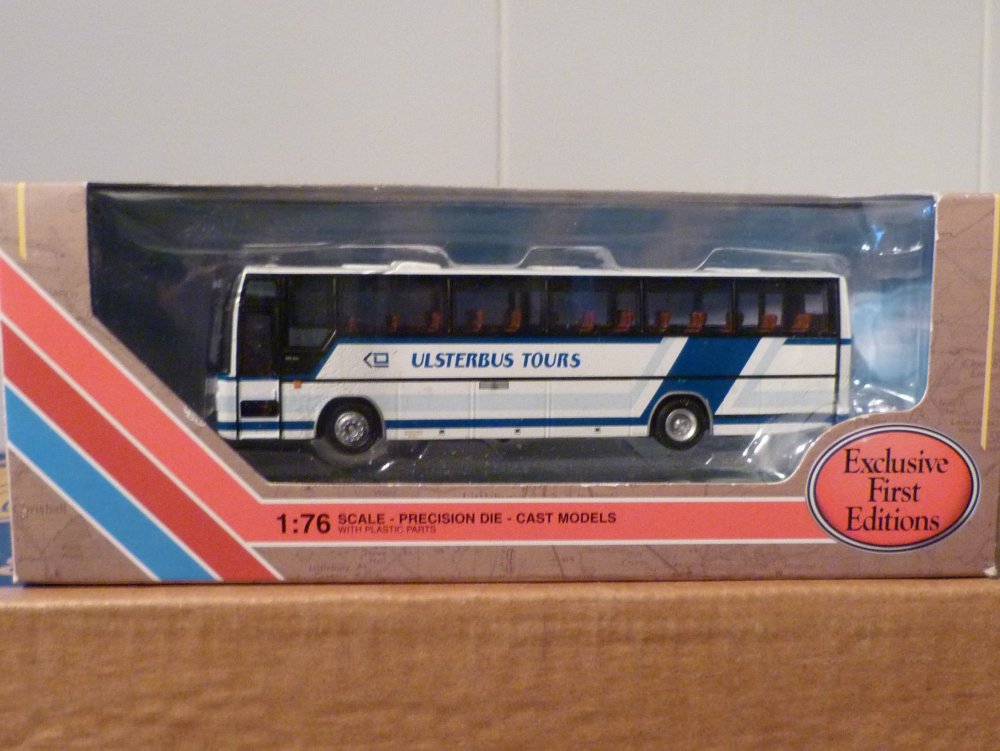 ULSTERBUS TOURS
Exclusive
First
Editions
1:76 SCALE - PRECISION DIE - CAST MODELS
WITH PLASTIC PARTS